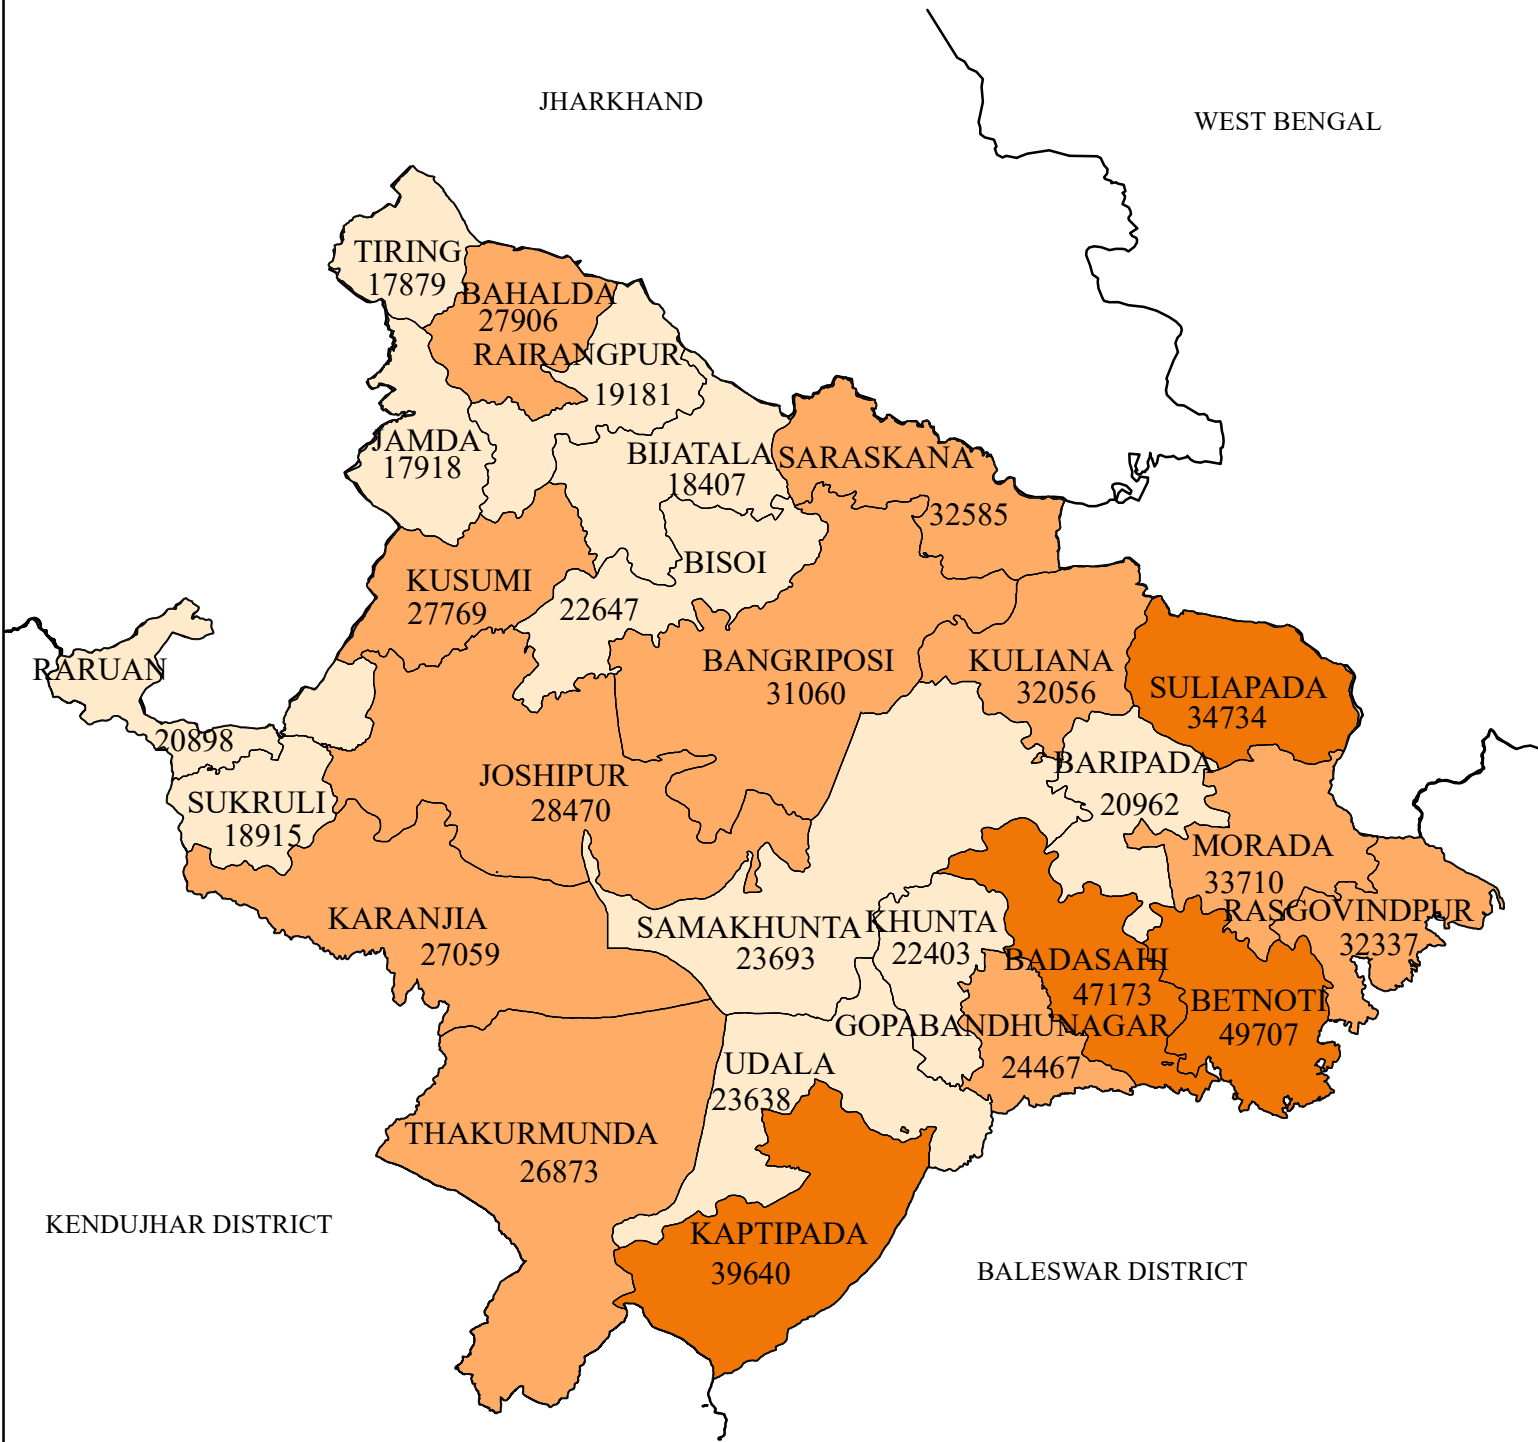 JHARKHAND
WEST BENGAL
TIRING
17879
BAHALDA
27906
RAIRANGPUR
19181
JAMDA
17918
BIJATALA
18407
SARASKANA
32585
BISOI
22647
KUSUMI
27769
RARUAN
20898
BANGRIPOSI
31060
KULIANA
32056
SULIAPADA
34734
SUKRULI
18915
JOSHIPUR
28470
BARIPADA
20962
MORADA
33710
KARANJIA
27059
SAMAKHUNTA
23693
KHUNTA
22403
RASGOVINDPUR
32337
BADASAHI
47173
BETNOTI
49707
GOPABANDHUNAGAR
24467
UDALA
23638
THAKURMUNDA
26873
KENDUJHAR DISTRICT
KAPTIPADA
39640
BALESWAR DISTRICT